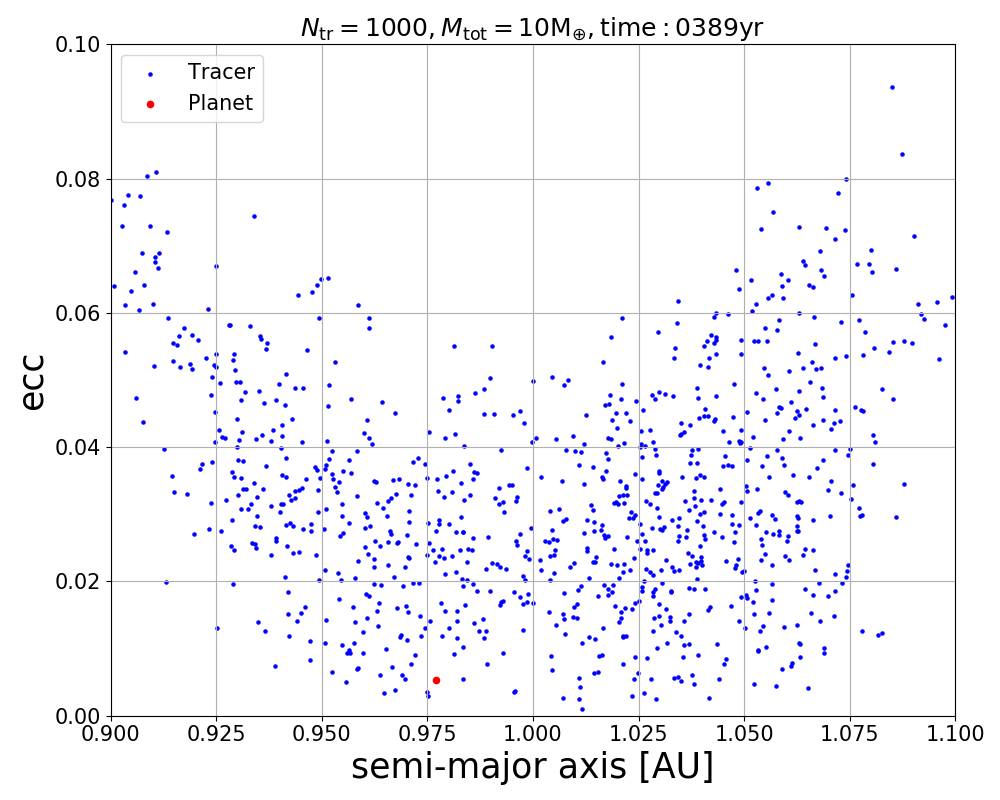 N_tr = 1000, M_tot = 10M_⊕, time : 0389yr
Tracer
Planet
0.10
0.08
0.06
0.04
0.02
0.00
ecc
0.900 0.925 0.950 0.975 1.000 1.025 1.050 1.075 1.100
semi-major axis [AU]